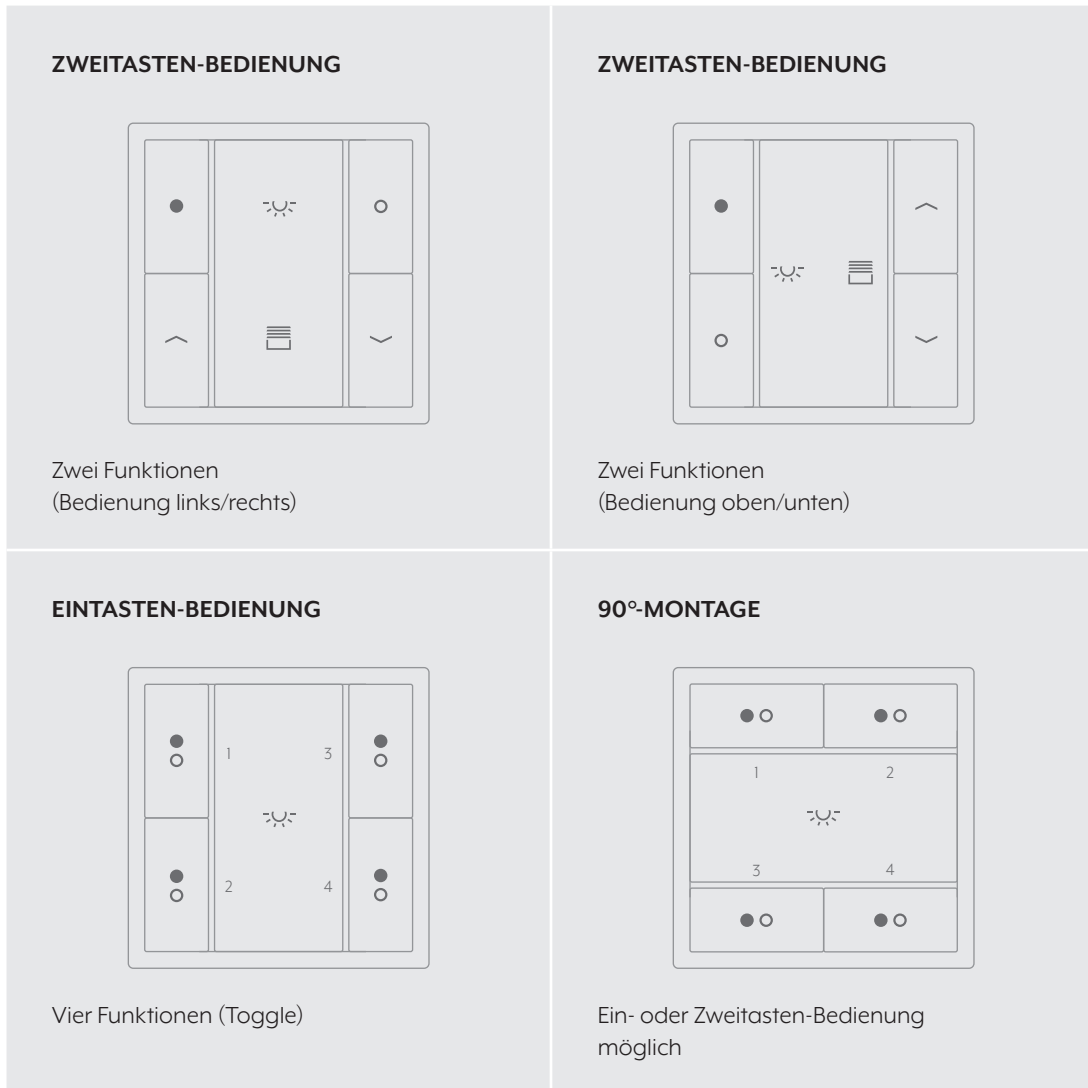 ZWEITASTEN-BEDIENUNG
Zwei Funktionen
(Bedienung links/rechts)
ZWEITASTEN-BEDIENUNG
Zwei Funktionen
(Bedienung oben/unten)
EINTASTEN-BEDIENUNG
1 3
2 4
Vier Funktionen (Toggle)
90°-MONTAGE
1 2
3 4
Ein- oder Zweitasten-Bedienung
möglich